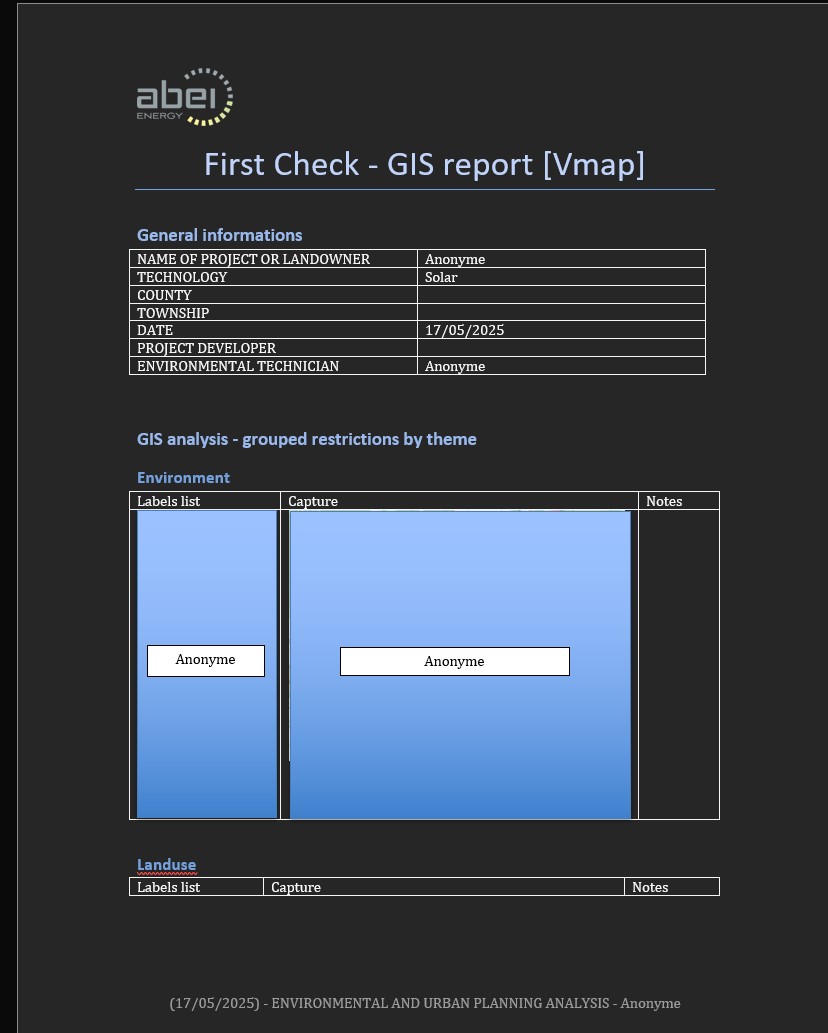 abei
ENERGY
First Check - GIS report [Vmap]
General informations
NAME OF PROJECT OR LANDOWNER Anonyme
TECHNOLOGY Solar
COUNTY
TOWNSHIP
DATE 17/05/2025
PROJECT DEVELOPER
ENVIRONMENTAL TECHNICIAN Anonyme
GIS analysis - grouped restrictions by theme
Environment
Labels list Capture Notes
Anonyme Anonyme
Landuse
Labels list Capture Notes
(17/05/2025) - ENVIRONMENTAL AND URBAN PLANNING ANALYSIS - Anonyme